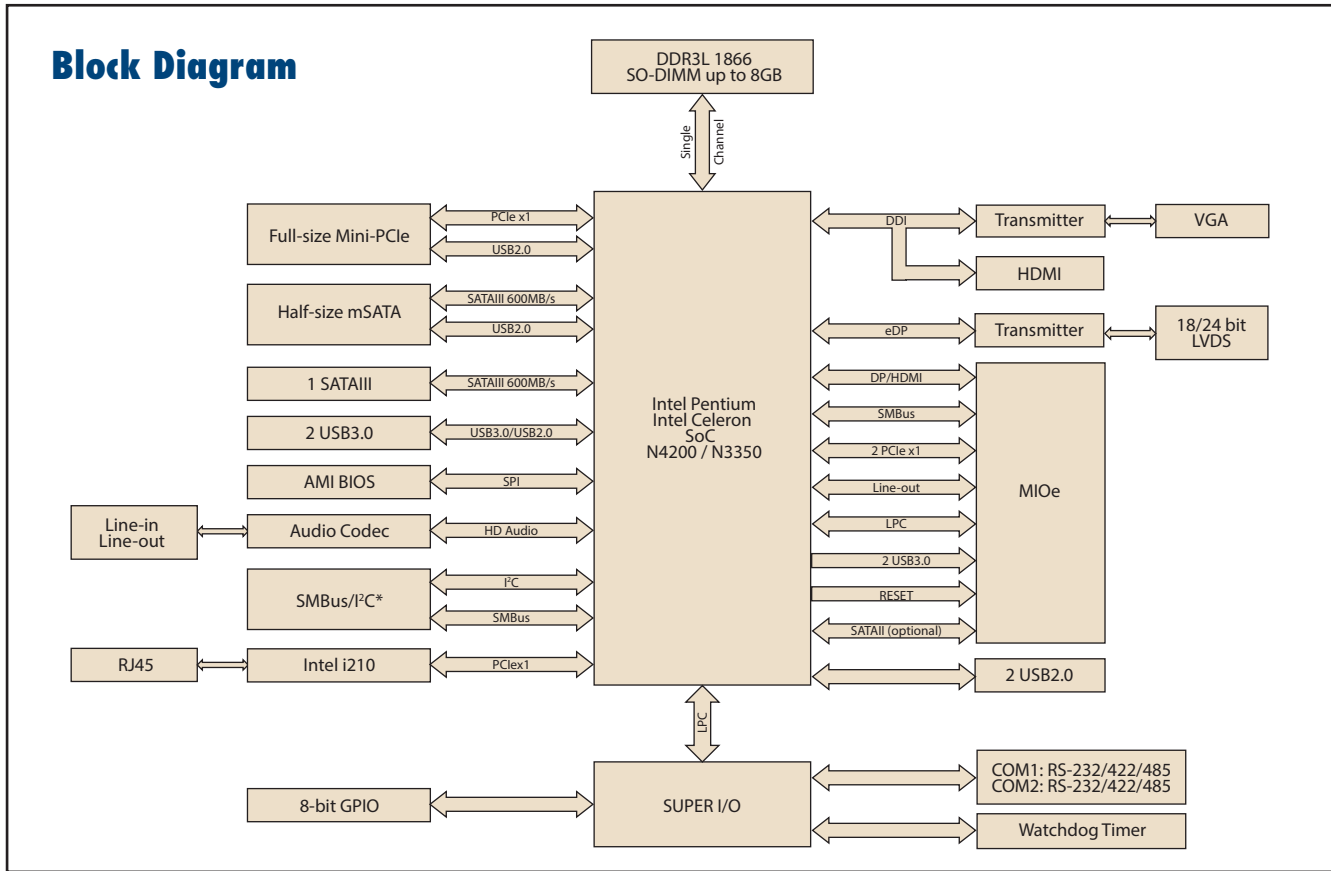 Block Diagram
DDR3L 1866
SO-DIMM up to 8GB
Single
Channel
Full-size Mini-PCIe
PCIe x1
USB2.0
Half-size mSATA
SATAIII 600MB/s
USB2.0
1 SATAIII
SATAIII 600MB/s
2 USB3.0
USB3.0/USB2.0
AMI BIOS
SPI
Line-in
Line-out
Audio Codec
HD Audio
SMBus/I²C*
I²C
SMBus
RJ45
Intel i210
PCIex1
Intel Pentium
Intel Celeron
SoC
N4200 / N3350
DDI
Transmitter
VGA
HDMI
eDP
Transmitter
18/24 bit
LVDS
DP/HDMI
SMBus
2 PCIe x1
Line-out
LPC
2 USB3.0
RESET
SATAII (optional)
MIOe
2 USB2.0
LPC
8-bit GPIO
SUPER I/O
COM1: RS-232/422/485
COM2: RS-232/422/485
Watchdog Timer